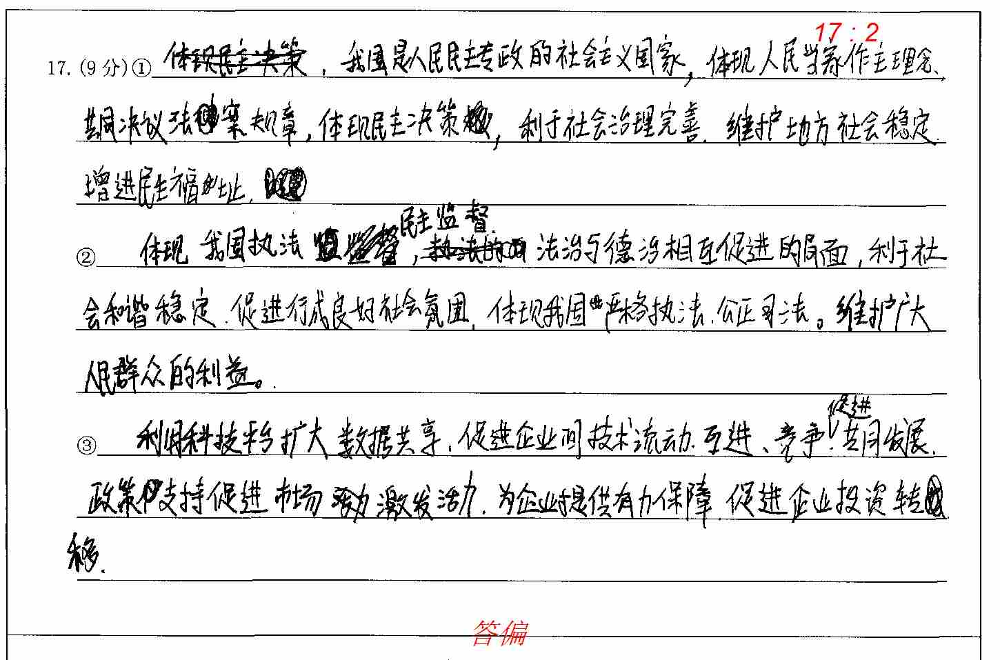 17:2
17. (9 分)① 体现民主决策, 我国是人民民主专政的社会主义国家, 体现人民当家作主理念、
共同决议法案规章, 体现民主决策, 利于社会治理完善. 维护地方社会稳定.
增进民生福址.
民主监督.
② 体现 我国执法 监督, 执法的 法治与德治相互促进的局面, 利于社
会和谐稳定. 促进行成良好社会氛围, 体现我国严格执法.公正司法。维护广大
人民群众的利益。
促进
③ 利用科技平台扩大数据共享, 促进企业间技术流动.互进、竞争.共同发展.
政策支持促进市场 活力 激发活力. 为企业提供有力保障. 促进企业投资转
移.
答偏